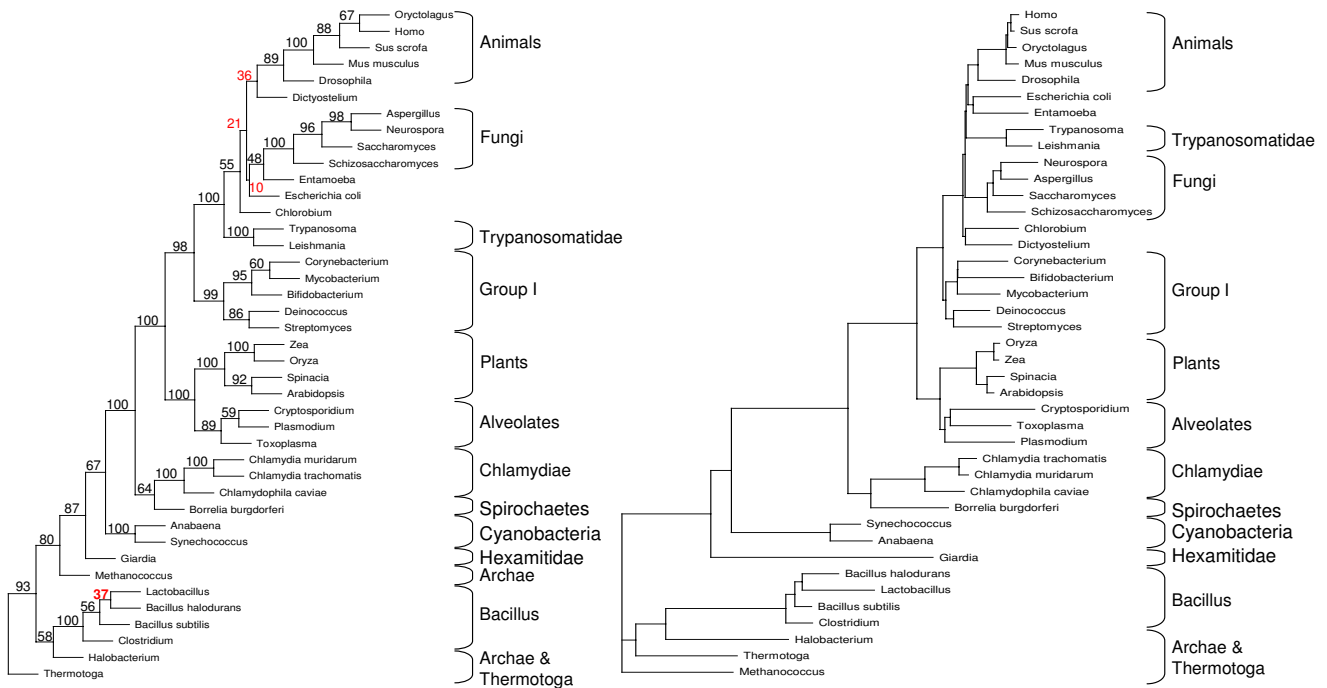 67
Oryctolagus
88
Homo
100
Sus scrofa
89
Mus musculus
36
Drosophila
Dictyostelium
Animals
98
Aspergillus
21
96
Neurospora
100
Saccharomyces
48
Schizosaccharomyces
Fungi
55
Entamoeba
10
Escherichia coli
100
Chlorobium
Trypanosoma
100
Leishmania
Trypanosomatidae
98
60
Corynebacterium
95
Mycobacterium
99
Bifidobacterium
86
Deinococcus
Streptomyces
Group I
100
100
Zea
100
Oryza
92
Spinacia
100
Arabidopsis
Plants
100
59
Cryptosporidium
89
Plasmodium
Toxoplasma
Alveolates
100
Chlamydia muridarum
67
100
Chlamydia trachomatis
64
Chlamydophila caviae
Chlamydiae
Borrelia burgdorferi
Spirochaetes
87
Anabaena
100
Synechococcus
Cyanobacteria
80
Giardia
Hexamitidae
Methanococcus
Archae
93
37
Lactobacillus
56
Bacillus halodurans
100
Bacillus subtilis
58
Clostridium
Bacillus
Halobacterium
Thermotoga
Archae &
Thermotoga
Homo
Sus scrofa
Oryctolagus
Mus musculus
Drosophila
Animals
Escherichia coli
Entamoeba
Trypanosoma
Leishmania
Trypanosomatidae
Neurospora
Aspergillus
Saccharomyces
Schizosaccharomyces
Fungi
Chlorobium
Dictyostelium
Corynebacterium
Bifidobacterium
Mycobacterium
Deinococcus
Streptomyces
Group I
Oryza
Zea
Spinacia
Arabidopsis
Plants
Cryptosporidium
Toxoplasma
Plasmodium
Alveolates
Chlamydia trachomatis
Chlamydia muridarum
Chlamydophila caviae
Chlamydiae
Borrelia burgdorferi
Spirochaetes
Synechococcus
Anabaena
Cyanobacteria
Giardia
Hexamitidae
Bacillus halodurans
Lactobacillus
Bacillus subtilis
Clostridium
Bacillus
Halobacterium
Thermotoga
Methanococcus
Archae &
Thermotoga